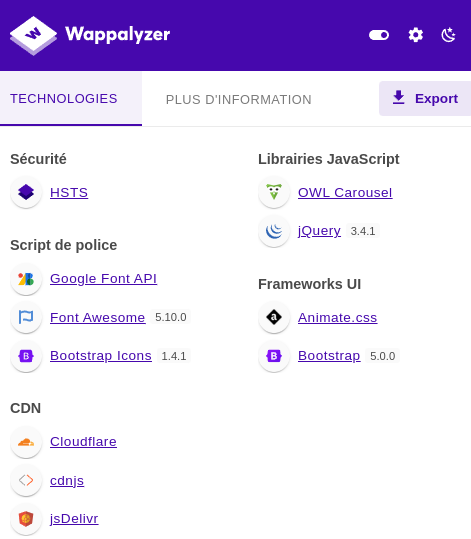 Wappalyzer
TECHNOLOGIES
PLUS D'INFORMATION
Export
Sécurité
HSTS
Script de police
Google Font API
Font Awesome 5.10.0
Bootstrap Icons 1.4.1
CDN
Cloudflare
cdnjs
jsDelivr
Librairies JavaScript
OWL Carousel
jQuery 3.4.1
Frameworks UI
Animate.css
Bootstrap 5.0.0